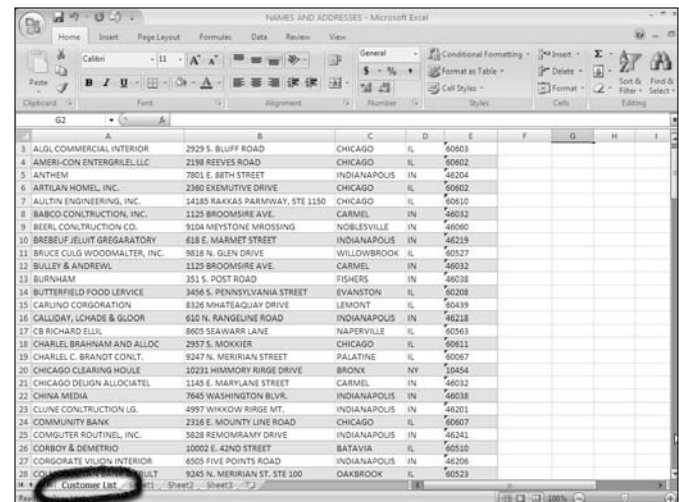 NAMES AND ADDRESSES - Microsoft Excel
Home Insert Page Layout Formulas Data Review View
Calibri 11 A A General Conditional Formatting Insert Σ
Paste B I U A $ % , Format as Table Delete Sort & Filter Find & Select
Cell Styles Format
Clipboard Font Alignment Number Styles Cells Editing
G2
A B C D E F G H I
3 ALGL COMMERCIAL INTERIOR 2929 S. BLUFF ROAD CHICAGO IL 60603
4 AMERI-CON ENTERGRILEL.LLC 2198 REEVES ROAD CHICAGO IL 60602
5 ANTHEM 7801 E. 88TH STREET INDIANAPOLIS IN 46204
6 ARTILAN HOMEL, INC. 2360 EXEMUTIVE DRIVE CHICAGO IL 60602
7 AULTIN ENGINEERING, INC. 14185 RAKKAS PARMWAY, STE 1150 CHICAGO IL 60610
8 BABCO CONLTRUCTION, INC. 1125 BROOMSIRE AVE. CARMEL IN 46032
9 BEERL CONLTRUCTION CO. 9104 MEYSTONE MROSSING NOBLESVILLE IN 46060
10 BREBEUF JELUIT GREGARATORY 618 E. MARMET STREET INDIANAPOLIS IN 46219
11 BRUCE CULG WOODMALTER, INC. 9816 N. GLEN DRIVE WILLOWBROOK IL 60527
12 BULLEY & ANDREWL 1125 BROOMSIRE AVE. CARMEL IN 46032
13 BURNHAM 351 S. POST ROAD FISHERS IN 46038
14 BUTTERFIELD FOOD LERVICE 3456 S. PENNSYLVANIA STREET EVANSTON IL 60208
15 CARLINO CORGORATION 8326 MHATEAQUAY DRIVE LEMONT IL 60439
16 CALLIDAY, LCHADE & GLOOR 610 N. RANGELINE ROAD INDIANAPOLIS IN 46218
17 CB RICHARD ELLIL 8605 SEAWARR LANE NAPERVILLE IL 60563
18 CHARLEL BRAHNAM AND ALLOC 2957 S. MOKKIER CHICAGO IL 60611
19 CHARLEL C. BRANDT CONLT. 9247 N. MERIRIAN STREET PALATINE IL 60067
20 CHICAGO CLEARING HOULE 10231 HIMMORY RIRGE DRIVE BRONX NY 10454
21 CHICAGO DELIGN ALLOCIATEL 1145 E. MARYLANE STREET CARMEL IN 46032
22 CHINA MEDIA 7645 WASHINGTON BLVR. INDIANAPOLIS IN 46038
23 CLUNE CONLTRUCTION LG. 4997 WIKKOW RIRGE MT. INDIANAPOLIS IN 46201
24 COMMUNITY BANK 2316 E. MOUNTY LINE ROAD CHICAGO IL 60607
25 COMGUTER ROUTINEL, INC. 5828 REMOMRAMY DRIVE INDIANAPOLIS IN 46241
26 CORBOY & DEMETRIO 10002 E. 42ND STREET BATAVIA IL 60510
27 CORGORATE VILION INTERIOR 6505 FIVE POINTS ROAD INDIANAPOLIS IN 46206
28 9245 N. MERIRIAN ST. STE 100 OAKBROOK IL 60523
Customer List Sheet1 Sheet2 Sheet3
100%